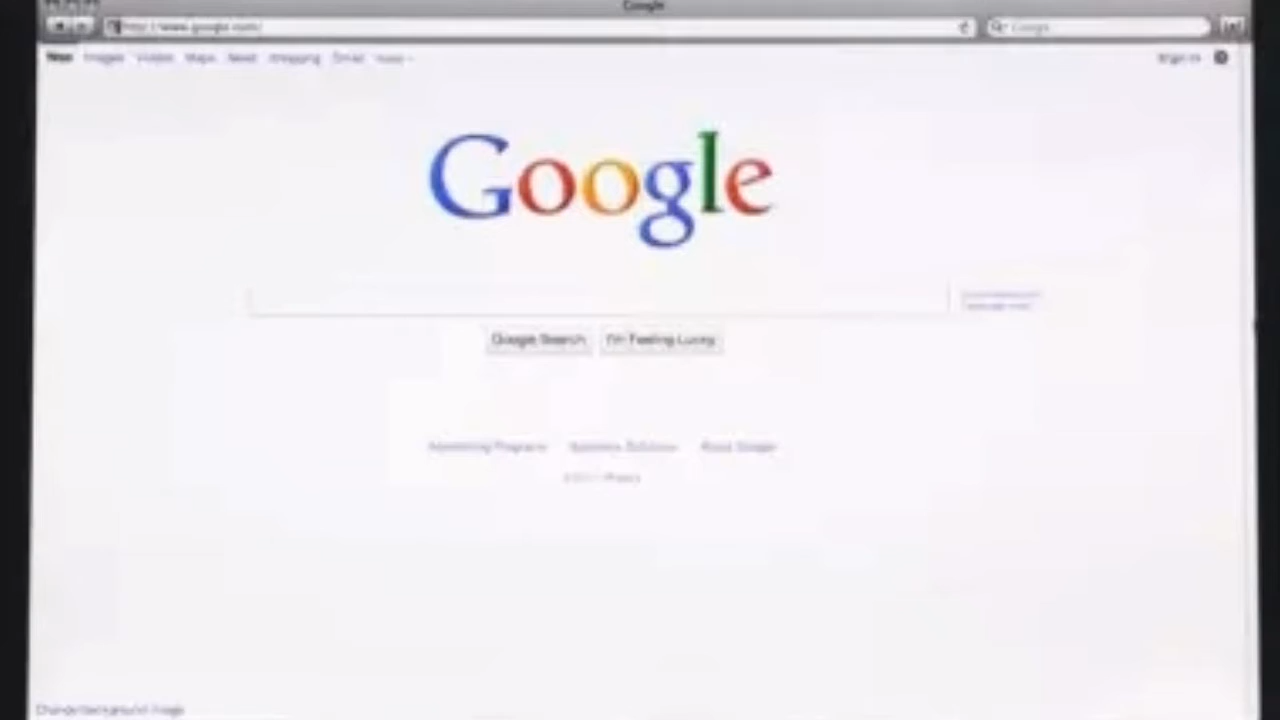 Google
http://www.google.com/
Google
Web Images Videos Maps News Shopping Gmail more
Sign in
Google
Google Search I'm Feeling Lucky
Advertising Programs Business Solutions About Google
Privacy
Change background image